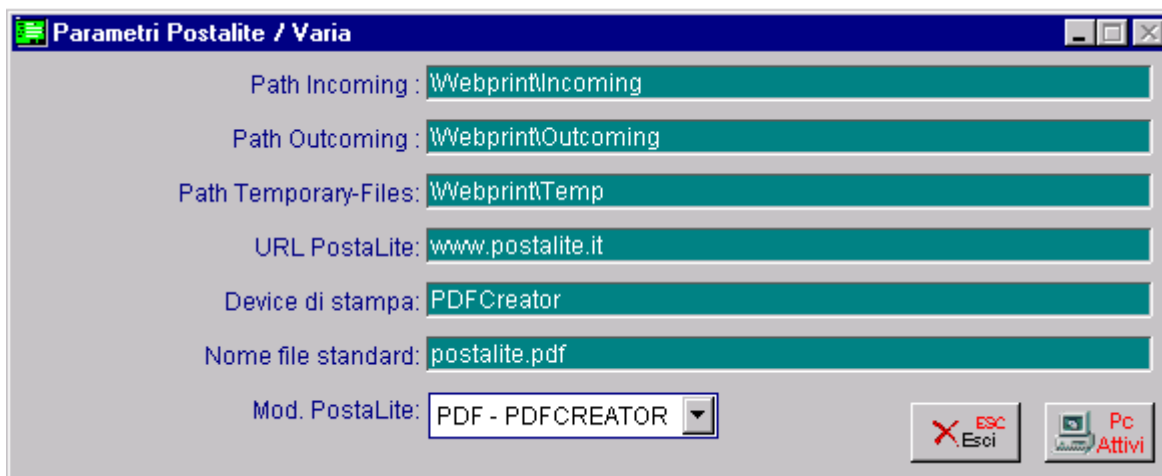 Parametri Postalite / Varia
Path Incoming : \Webprint\Incoming
Path Outcoming : \Webprint\Outcoming
Path Temporary-Files: \Webprint\Temp
URL PostaLite: www.postalite.it
Device di stampa: PDFCreator
Nome file standard: postalite.pdf
Mod. PostaLite: PDF - PDFCREATOR
ESC
Esci
Pc
Attivi